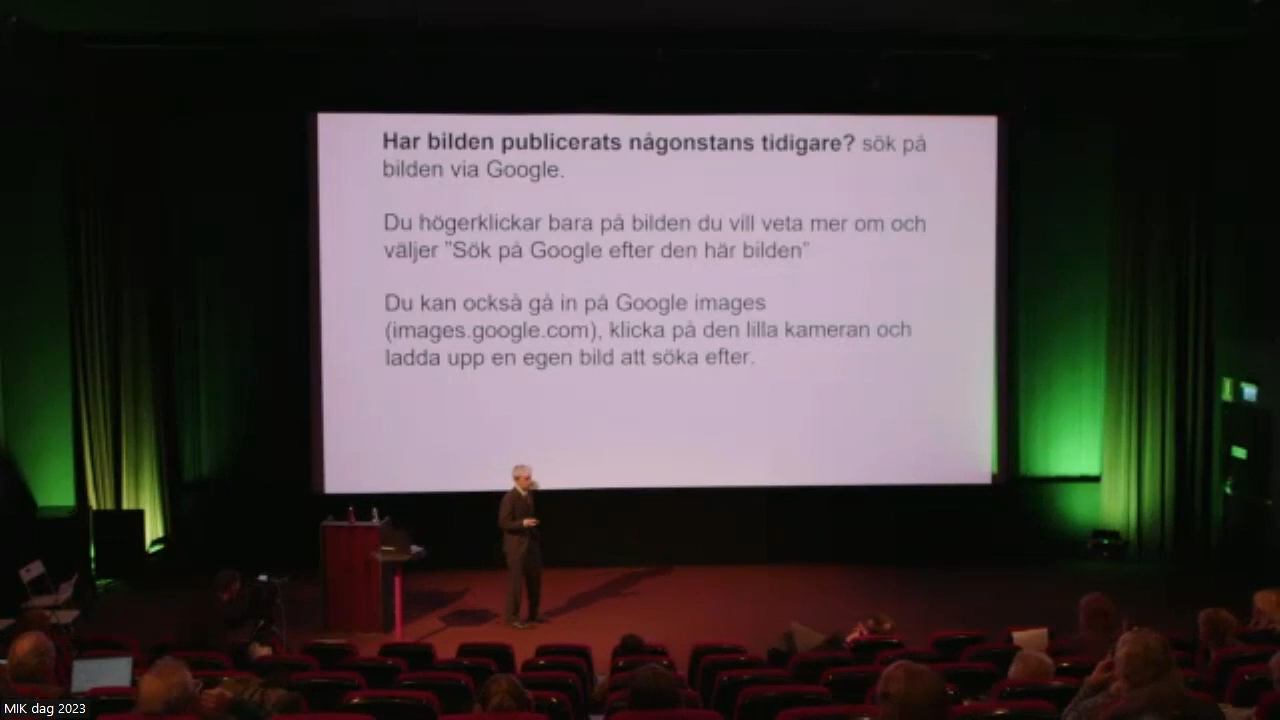 Har bilden publicerats någonstans tidigare? sök på
bilden via Google.
Du högerklickar bara på bilden du vill veta mer om och
väljer "Sök på Google efter den här bilden"
Du kan också gå in på Google images
(images.google.com), klicka på den lilla kameran och
ladda upp en egen bild att söka efter.
MIK dag 2023